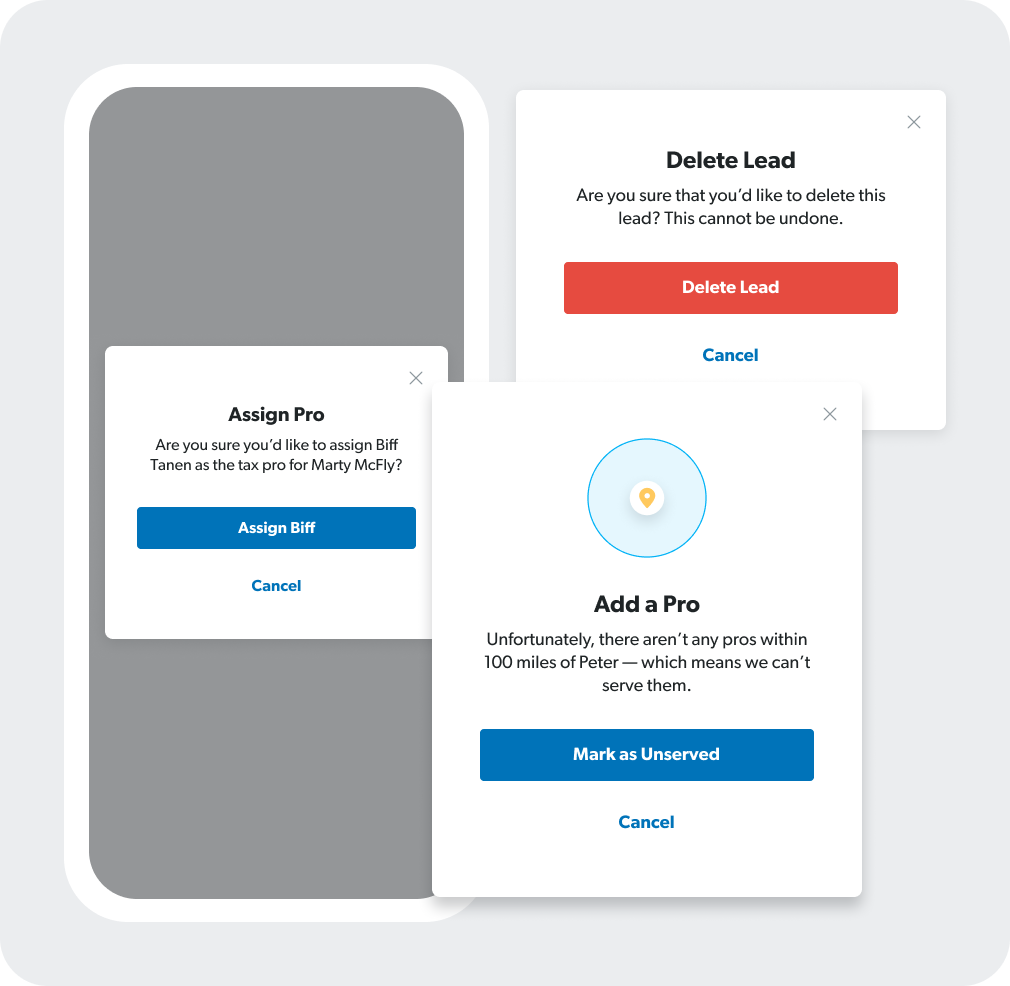 Delete Lead
Are you sure that you’d like to delete this
lead? This cannot be undone.
Delete Lead
Cancel
Assign Pro
Are you sure you’d like to assign Biff
Tanen as the tax pro for Marty McFly?
Assign Biff
Cancel
Add a Pro
Unfortunately, there aren’t any pros within
100 miles of Peter — which means we can’t
serve them.
Mark as Unserved
Cancel